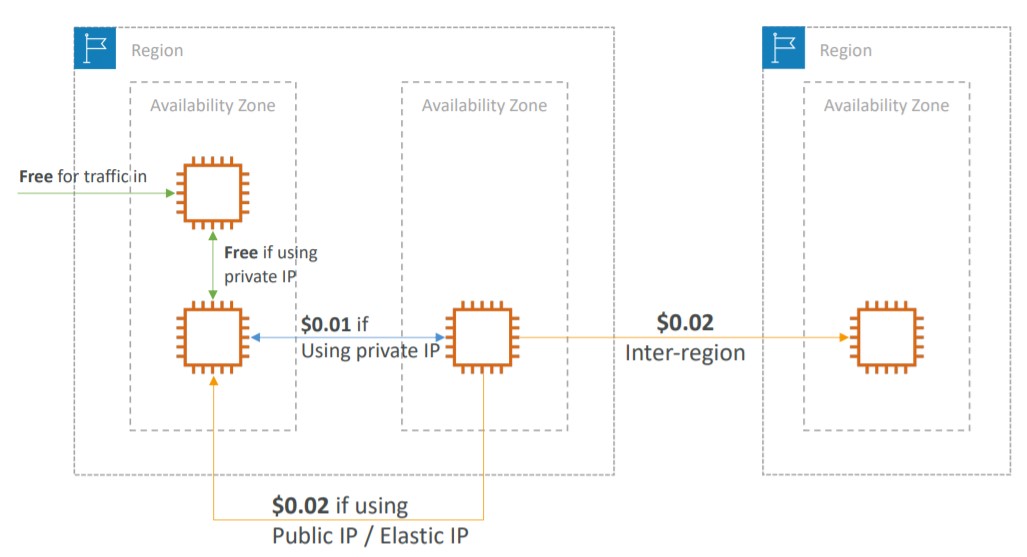 Region
Region
Availability Zone
Availability Zone
Availability Zone
Free for traffic in
Free if using
private IP
$0.01 if
Using private IP
$0.02
Inter-region
$0.02 if using
Public IP / Elastic IP